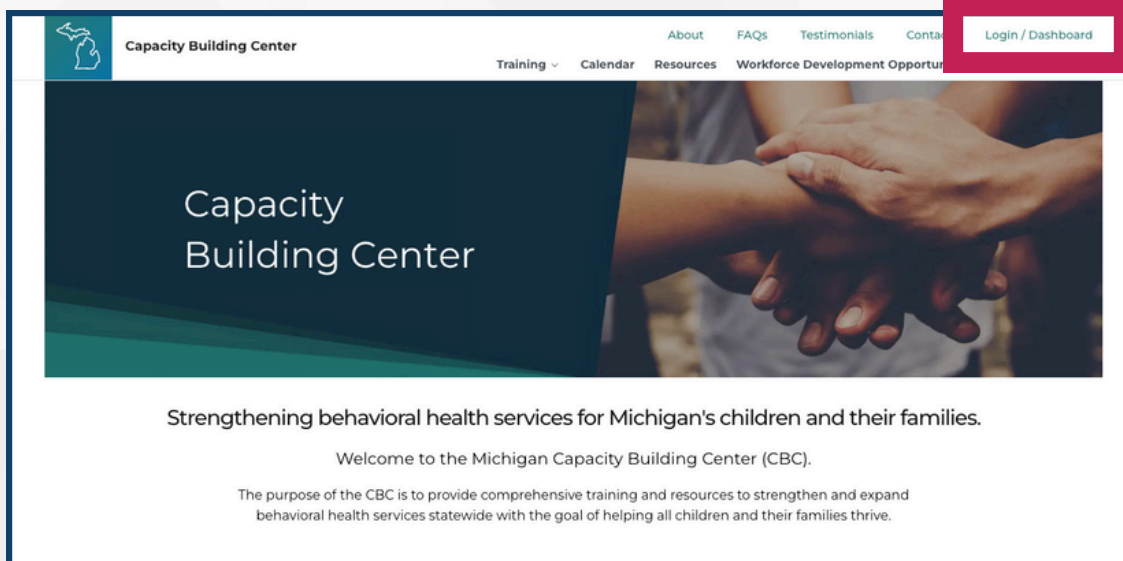 Capacity Building Center
About FAQs Testimonials Login / Dashboard
Training Calendar Resources Workforce Development
Capacity
Building Center
Strengthening behavioral health services for Michigan's children and their families.
Welcome to the Michigan Capacity Building Center (CBC).
The purpose of the CBC is to provide comprehensive training and resources to strengthen and expand
behavioral health services statewide with the goal of helping all children and their families thrive.